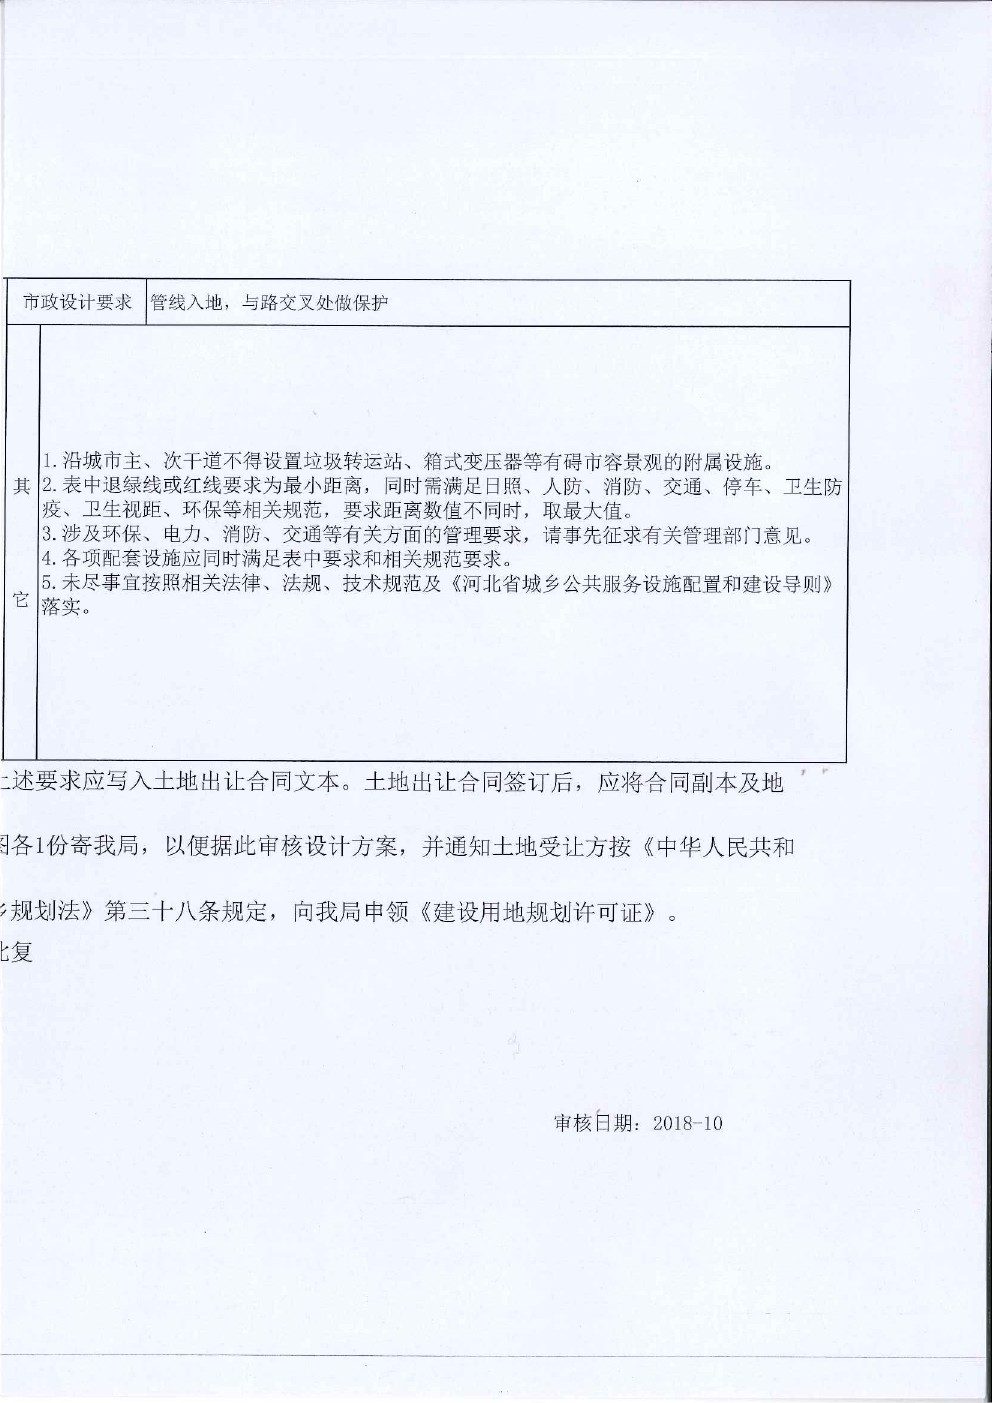 市政设计要求 管线入地，与路交叉处做保护
其它
1.沿城市主、次干道不得设置垃圾转运站、箱式变压器等有碍市容景观的附属设施。
2.表中退绿线或红线要求为最小距离，同时需满足日照、人防、消防、交通、停车、卫生防
疫、卫生视距、环保等相关规范，要求距离数值不同时，取最大值。
3.涉及环保、电力、消防、交通等有关方面的管理要求，请事先征求有关管理部门意见。
4.各项配套设施应同时满足表中要求和相关规范要求。
5.未尽事宜按照相关法律、法规、技术规范及《河北省城乡公共服务设施配置和建设导则》
落实。
上述要求应写入土地出让合同文本。土地出让合同签订后，应将合同副本及地
图各1份寄我局，以便据此审核设计方案，并通知土地受让方按《中华人民共和
乡规划法》第三十八条规定，向我局申领《建设用地规划许可证》。
此复
审核日期：2018-10